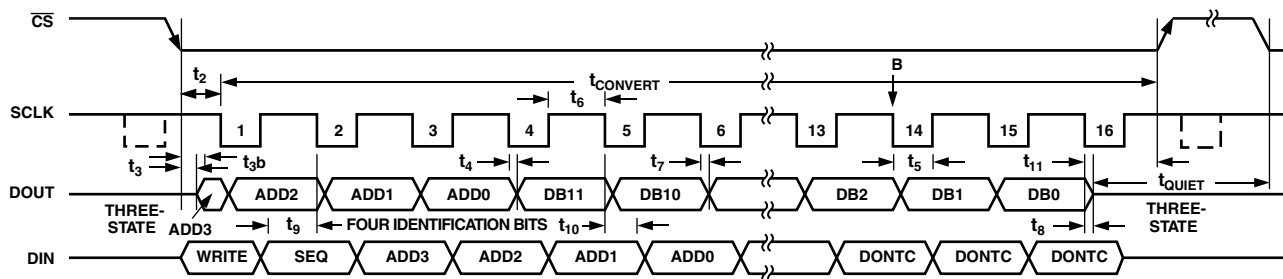 CS
B
t2
tCONVERT
t6
SCLK
1 2 3 4 5 6 13 14 15 16
t3 t3b t4 t7 t5 t11
tQUIET
DOUT
ADD2 ADD1 ADD0 DB11 DB10 DB2 DB1 DB0
THREE-
STATE
ADD3
t9
FOUR IDENTIFICATION BITS
t10
t8
THREE-
STATE
DIN
WRITE SEQ ADD3 ADD2 ADD1 ADD0 DONTC DONTC DONTC